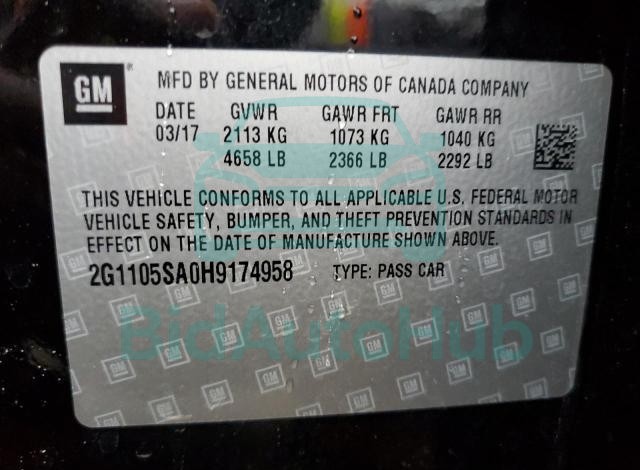 GM
MFD BY GENERAL MOTORS OF CANADA COMPANY
DATE GVWR GAWR FRT GAWR RR
03/17 2113 KG 1073 KG 1040 KG
4658 LB 2366 LB 2292 LB
THIS VEHICLE CONFORMS TO ALL APPLICABLE U.S. FEDERAL MOTOR
VEHICLE SAFETY, BUMPER, AND THEFT PREVENTION STANDARDS IN
EFFECT ON THE DATE OF MANUFACTURE SHOWN ABOVE.
2G1105SA0H9174958 TYPE: PASS CAR
BidAutoHub